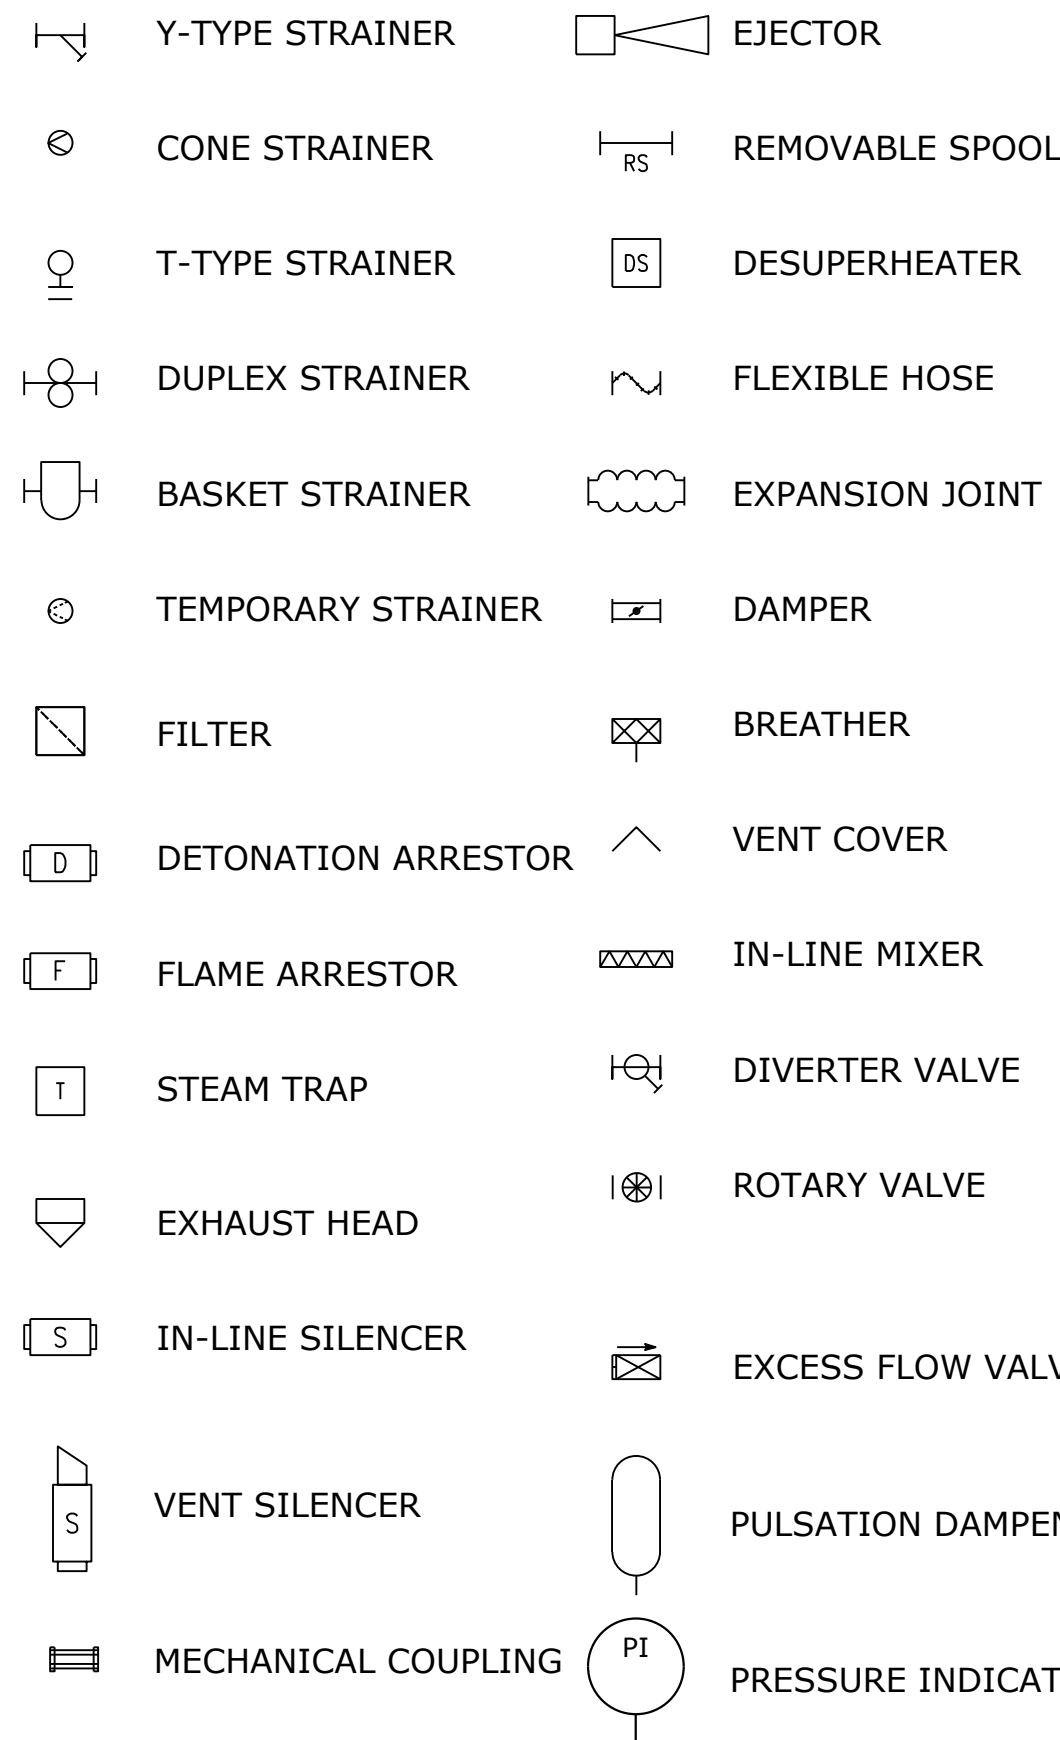 Y-TYPE STRAINER
EJECTOR
CONE STRAINER
REMOVABLE SPOOL
RS
T-TYPE STRAINER
DS
DESUPERHEATER
DUPLEX STRAINER
FLEXIBLE HOSE
BASKET STRAINER
EXPANSION JOINT
TEMPORARY STRAINER
DAMPER
FILTER
BREATHER
D
DETONATION ARRESTOR
VENT COVER
F
FLAME ARRESTOR
IN-LINE MIXER
T
STEAM TRAP
DIVERTER VALVE
EXHAUST HEAD
ROTARY VALVE
S
IN-LINE SILENCER
EXCESS FLOW VALV
S
VENT SILENCER
PULSATION DAMPEN
MECHANICAL COUPLING
PI
PRESSURE INDICAT